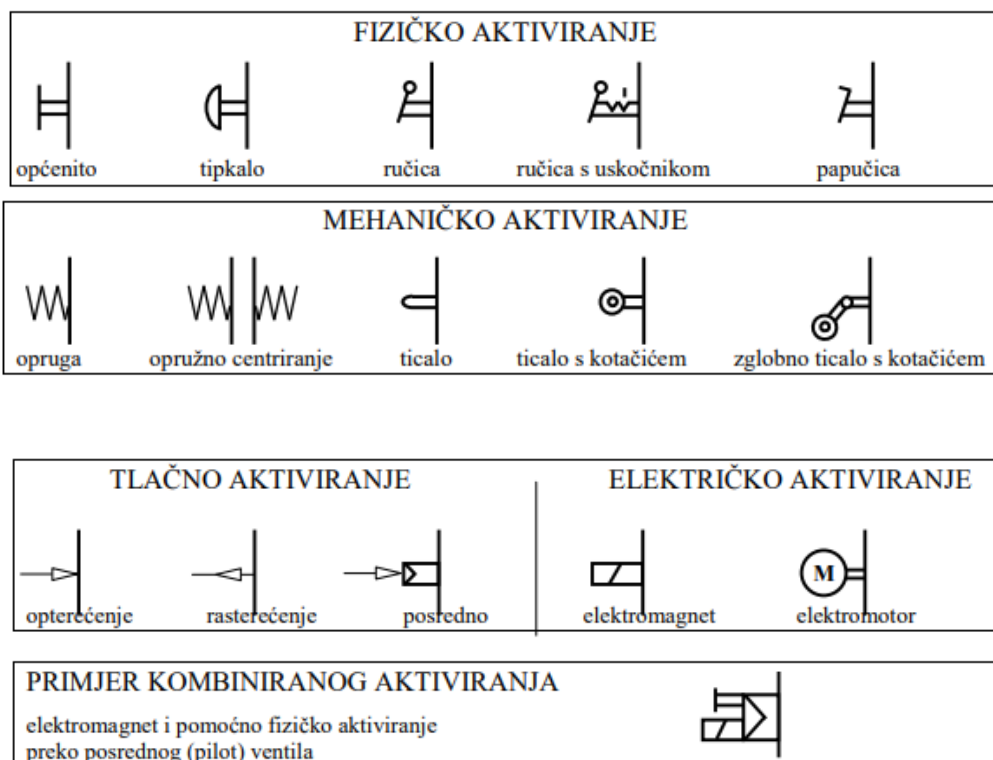 FIZIČKO AKTIVIRANJE
općenito
tipkalo
ručica
ručica s uskočnikom
papučica
MEHANIČKO AKTIVIRANJE
opruga
opružno centriranje
ticalo
ticalo s kotačićem
zglobno ticalo s kotačićem
TLAČNO AKTIVIRANJE
ELEKTRIČKO AKTIVIRANJE
M
opterećenje
rasterećenje
posredno
elektromagnet
elektromotor
PRIMJER KOMBINIRANOG AKTIVIRANJA
elektromagnet i pomoćno fizičko aktiviranje
preko posrednog (pilot) ventila